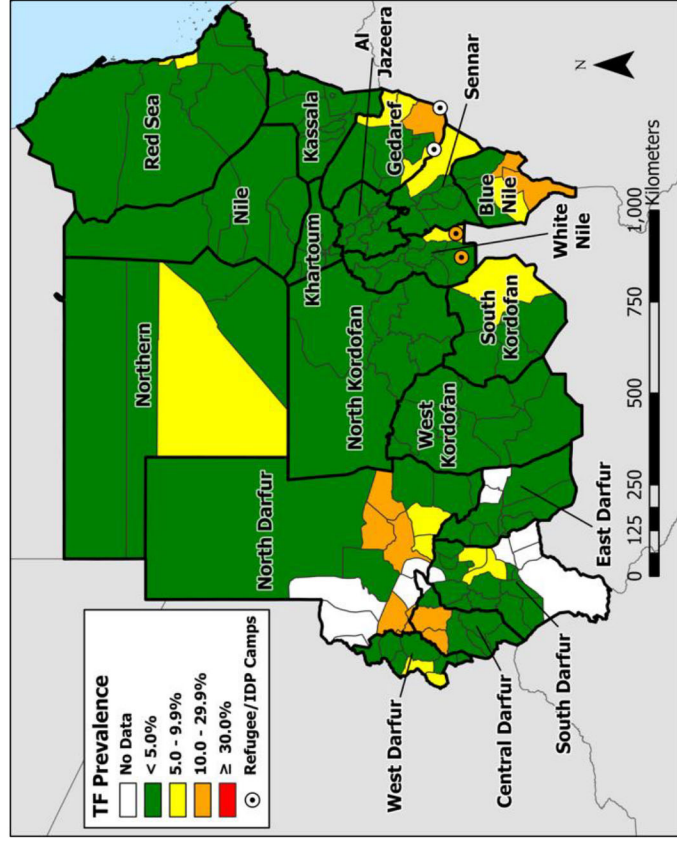 TF Prevalence
No Data
< 5.0%
5.0 - 9.9%
10.0 - 29.9%
≥ 30.0%
Refugee/IDP Camps
Northern
Red Sea
Nile
North Darfur
Khartoum
Kassala
Al
Jazeera
North Kordofan
Gedaref
Sennar
West Darfur
West
Kordofan
South
Kordofan
Blue
Nile
White
Nile
Central Darfur
South Darfur
East Darfur
N
0 125 250 500 750 1,000
Kilometers